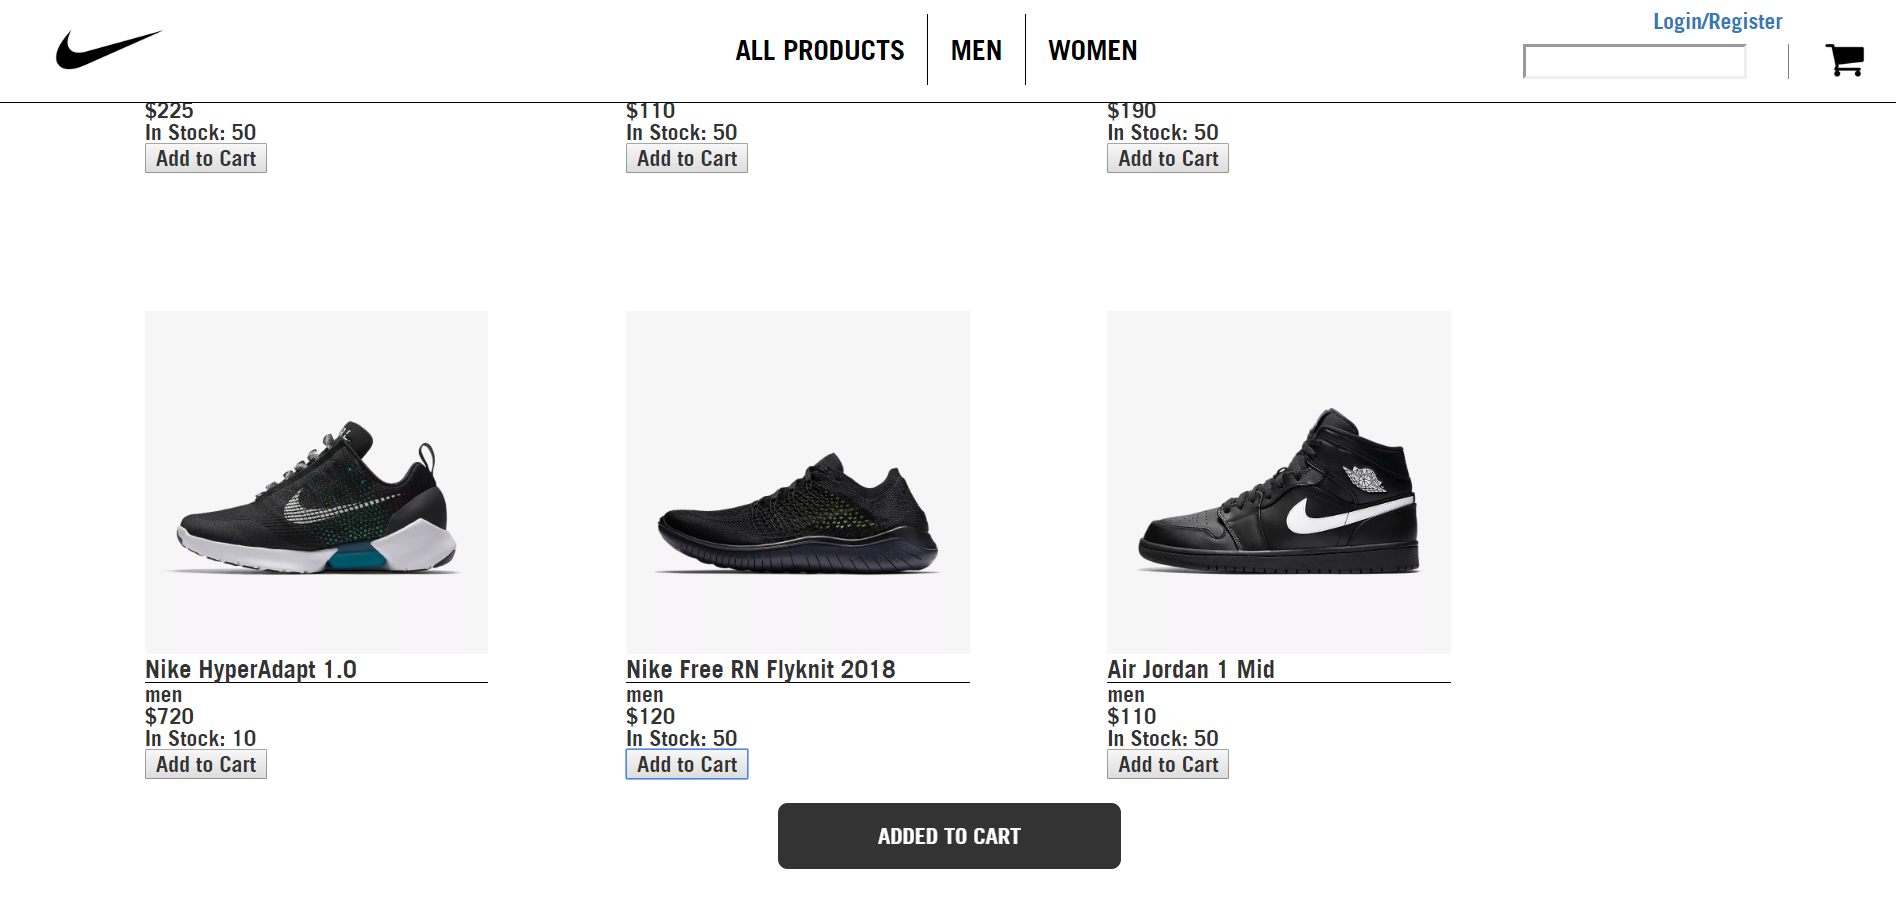 Login/Register
ALL PRODUCTS
MEN
WOMEN
$225
In Stock: 50
Add to Cart
$110
In Stock: 50
Add to Cart
$190
In Stock: 50
Add to Cart
Nike HyperAdapt 1.0
men
$720
In Stock: 10
Add to Cart
Nike Free RN Flyknit 2018
men
$120
In Stock: 50
Add to Cart
Air Jordan 1 Mid
men
$110
In Stock: 50
Add to Cart
ADDED TO CART